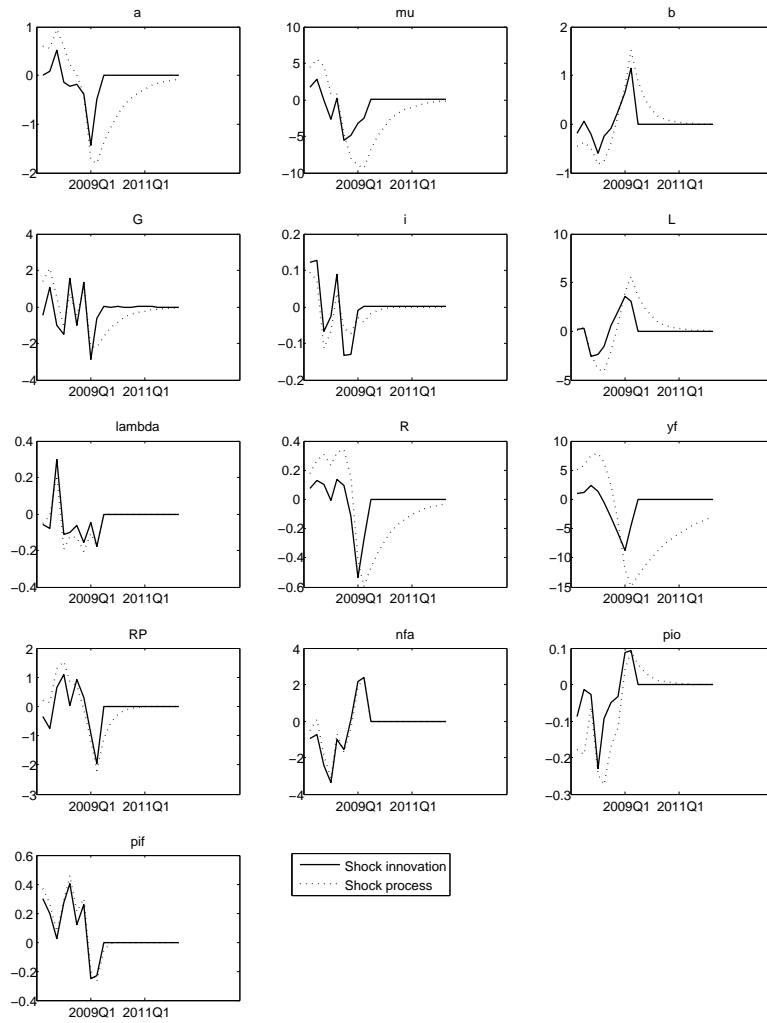 a
mu
b
1
0
−1
−2
2009Q1 2011Q1
10
5
0
−5
−10
2009Q1 2011Q1
2
1
0
−1
2009Q1 2011Q1
G
i
L
4
2
0
−2
−4
2009Q1 2011Q1
0.2
0.1
0
0.1
0.2
2009Q1 2011Q1
10
5
0
−5
2009Q1 2011Q1
lambda
R
yf
0.4
0.2
0
−0.2
−0.4
2009Q1 2011Q1
0.4
0.2
0
−0.2
−0.4
−0.6
2009Q1 2011Q1
10
5
0
−5
−10
−15
2009Q1 2011Q1
RP
nfa
pio
2
1
0
−1
−2
−3
2009Q1 2011Q1
4
2
0
−2
−4
2009Q1 2011Q1
0.1
0
−0.1
−0.2
−0.3
2009Q1 2011Q1
pif
0.6
0.4
0.2
0
−0.2
−0.4
2009Q1 2011Q1
Shock innovation
Shock process